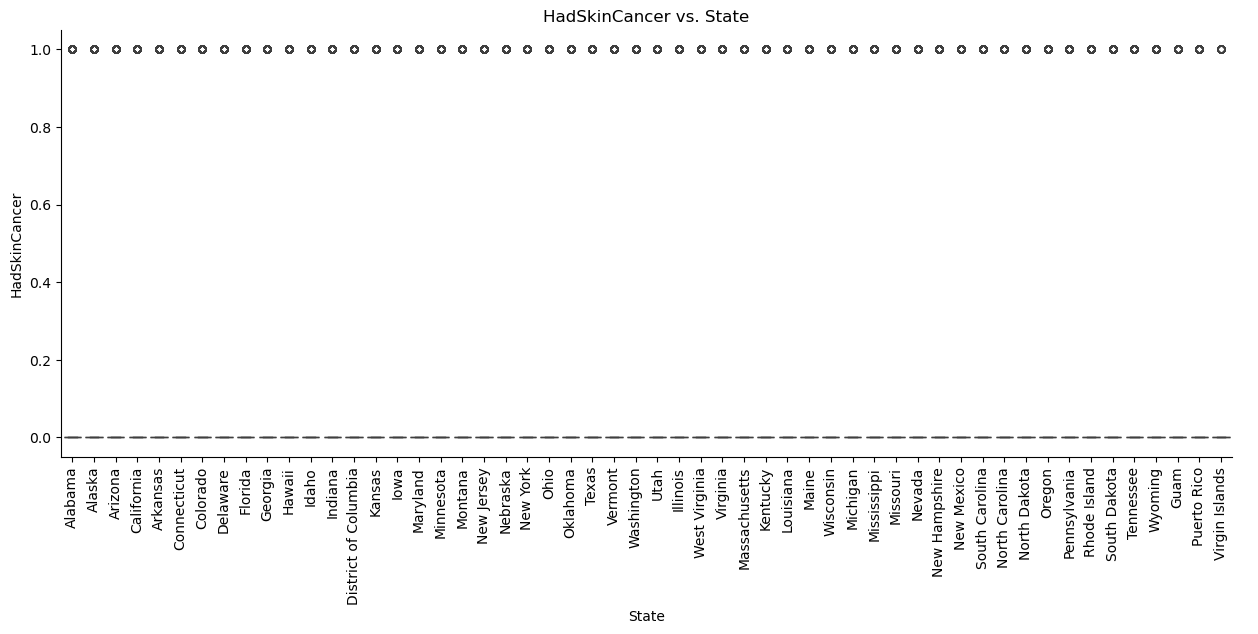 HadSkinCancer vs. State
HadSkinCancer
1.0
0.8
0.6
0.4
0.2
0.0
Alabama
Alaska
Arizona
California
Arkansas
Connecticut
Colorado
Delaware
Florida
Georgia
Hawaii
Idaho
Indiana
District of Columbia
Kansas
Iowa
Maryland
Minnesota
Montana
New Jersey
Nebraska
New York
Ohio
Oklahoma
Texas
Vermont
Washington
Utah
Illinois
West Virginia
Virginia
Massachusetts
Kentucky
Louisiana
Maine
Wisconsin
Michigan
Mississippi
Missouri
Nevada
New Hampshire
New Mexico
South Carolina
North Carolina
North Dakota
Oregon
Pennsylvania
Rhode Island
South Dakota
Tennessee
Wyoming
Guam
Puerto Rico
Virgin Islands
State